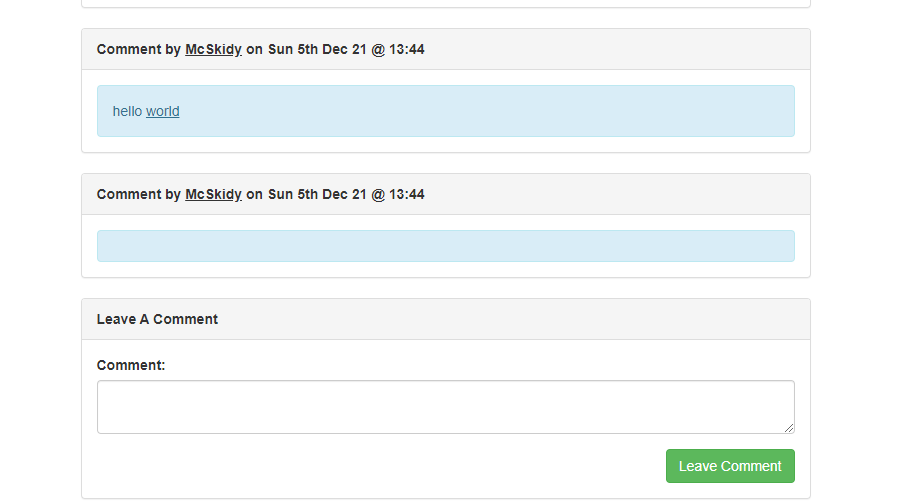 Comment by McSkidy on Sun 5th Dec 21 @ 13:44
hello world
Comment by McSkidy on Sun 5th Dec 21 @ 13:44
Leave A Comment
Comment:
Leave Comment